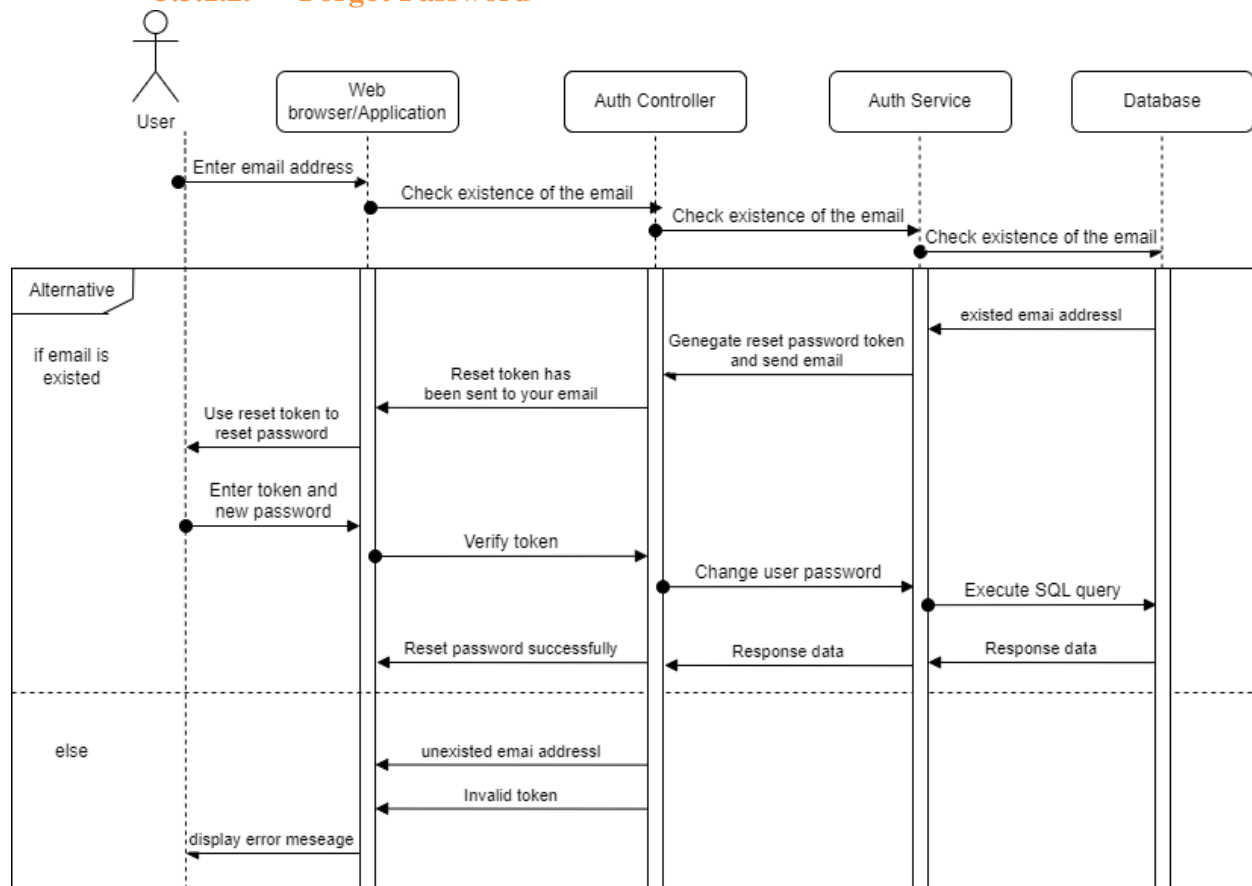 Forgot Password
User
Web
browser/Application
Auth Controller
Auth Service
Database
Enter email address
Check existence of the email
Check existence of the email
Check existence of the email
Alternative
existed emai addressl
if email is
existed
Genegate reset password token
and send email
Reset token has
been sent to your email
Use reset token to
reset password
Enter token and
new password
Verify token
Change user password
Execute SQL query
Reset password successfully
Response data
Response data
else
unexisted emai addressl
Invalid token
display error meseage